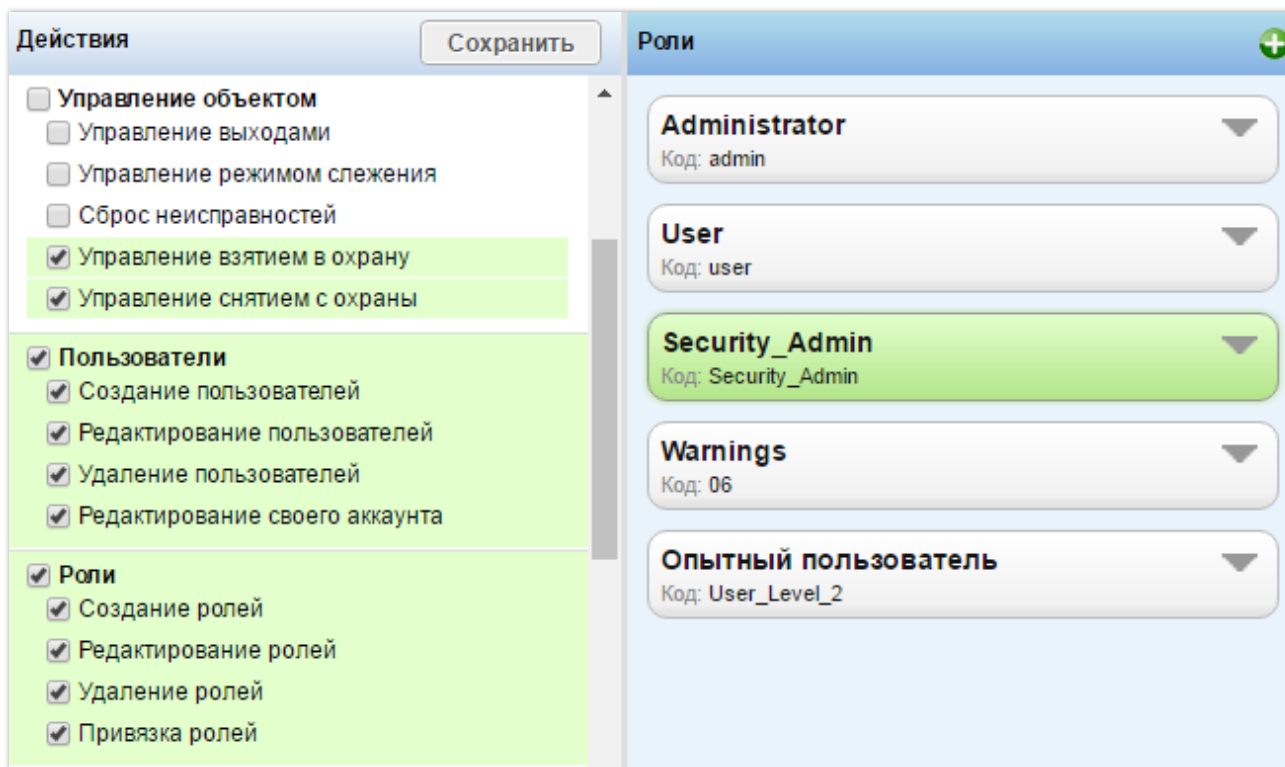 Действия
Сохранить
Управление объектом
Управление выходами
Управление режимом слежения
Сброс неисправностей
Управление взятием в охрану
Управление снятием с охраны
Пользователи
Создание пользователей
Редактирование пользователей
Удаление пользователей
Редактирование своего аккаунта
Роли
Создание ролей
Редактирование ролей
Удаление ролей
Привязка ролей
Роли
Administrator
Код: admin
User
Код: user
Security_Admin
Код: Security_Admin
Warnings
Код: 06
Опытный пользователь
Код: User_Level_2